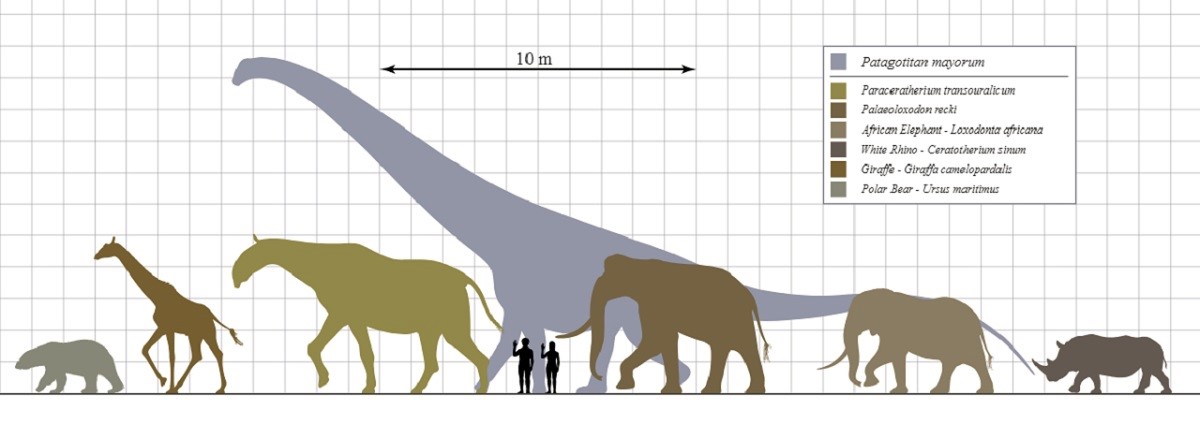 10 m
Patagotitan mayorum
Paraceratherium transouralicum
Palaeoloxodon recki
African Elephant - Loxodonta africana
White Rhino - Ceratotherium sinum
Giraffe - Giraffa camelopardalis
Polar Bear - Ursus maritimus